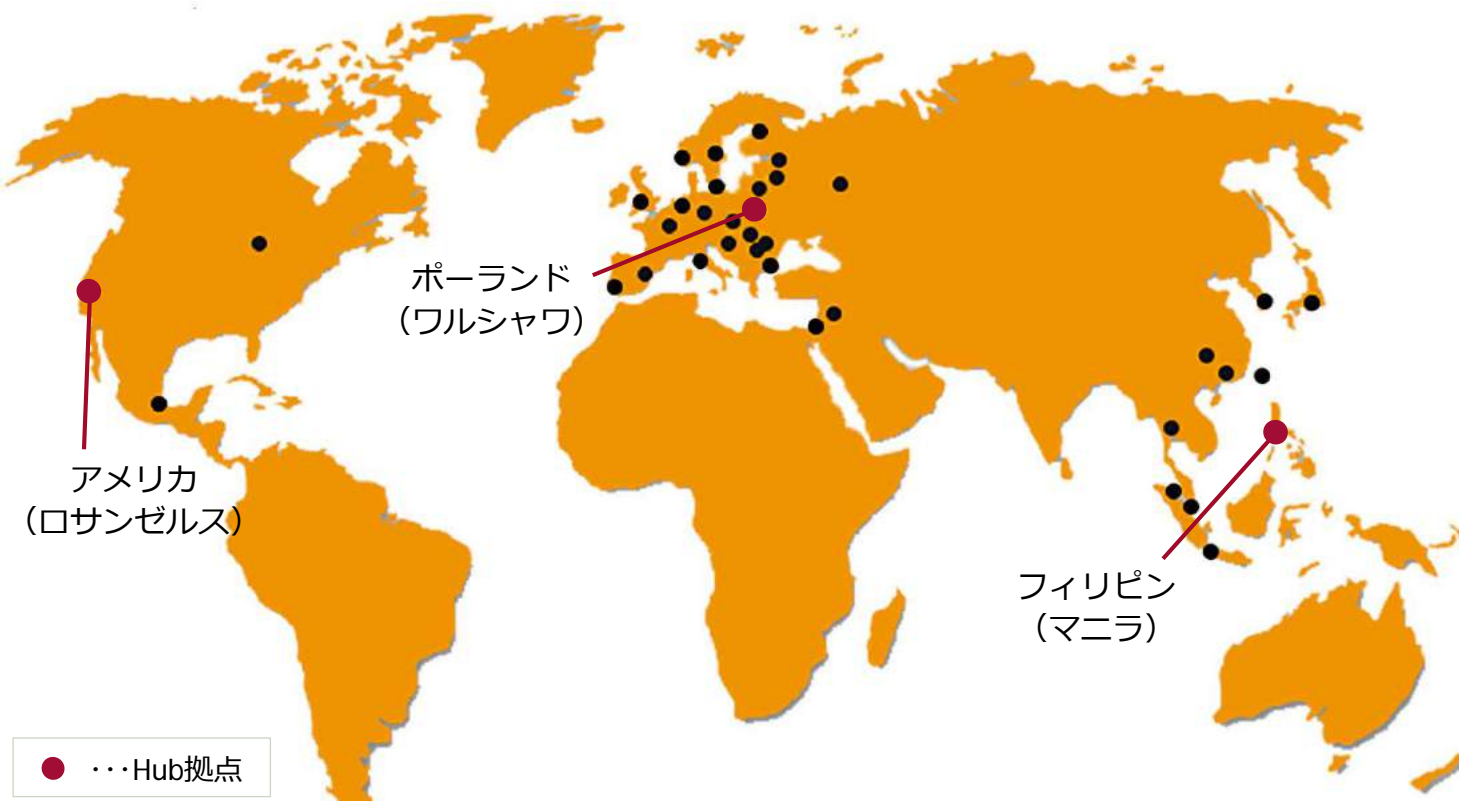 ポーランド
（ワルシャワ）
アメリカ
（ロサンゼルス）
フィリピン
（マニラ）
･･･Hub拠点